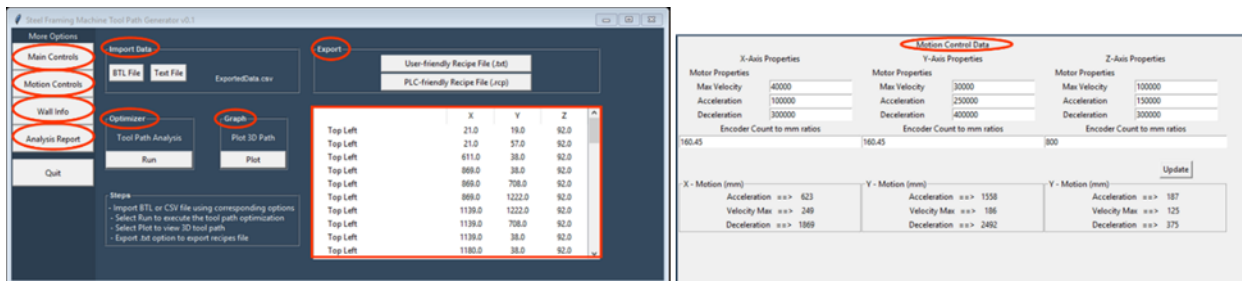 Steel Framing Machine Tool Path Generator v0.1
More Options
Main Controls
Motion Controls
Wall Info
Analysis Report
Quit
Import Data
BTL File Text File ExportedData.csv
Export
User-friendly Recipe File (.txt)
PLC-friendly Recipe File (.rcp)
Optimizer
Tool Path Analysis
Run
Graph
Plot 3D Path
Plot
Steps
- Import BTL or CSV file using corresponding options
- Select Run to execute the tool path optimization
- Select Plot to view 3D tool path
- Export .txt option to export recipes file
X Y Z
Top Left 21.0 19.0 92.0
Top Left 21.0 57.0 92.0
Top Left 611.0 38.0 92.0
Top Left 869.0 38.0 92.0
Top Left 869.0 708.0 92.0
Top Left 869.0 1222.0 92.0
Top Left 1139.0 1222.0 92.0
Top Left 1139.0 708.0 92.0
Top Left 1139.0 38.0 92.0
Top Left 1180.0 38.0 92.0
Motion Control Data
X-Axis Properties Y-Axis Properties Z-Axis Properties
Motor Properties Motor Properties Motor Properties
Max Velocity 40000 Max Velocity 30000 Max Velocity 100000
Acceleration 100000 Acceleration 250000 Acceleration 150000
Deceleration 300000 Deceleration 400000 Deceleration 300000
Encoder Count to mm ratios Encoder Count to mm ratios Encoder Count to mm ratios
160.45 160.45 800
Update
X - Motion (mm) Y - Motion (mm) Y - Motion (mm)
Acceleration ==> 623 Acceleration ==> 1558 Acceleration ==> 187
Velocity Max ==> 249 Velocity Max ==> 186 Velocity Max ==> 125
Deceleration ==> 1869 Deceleration ==> 2492 Deceleration ==> 375